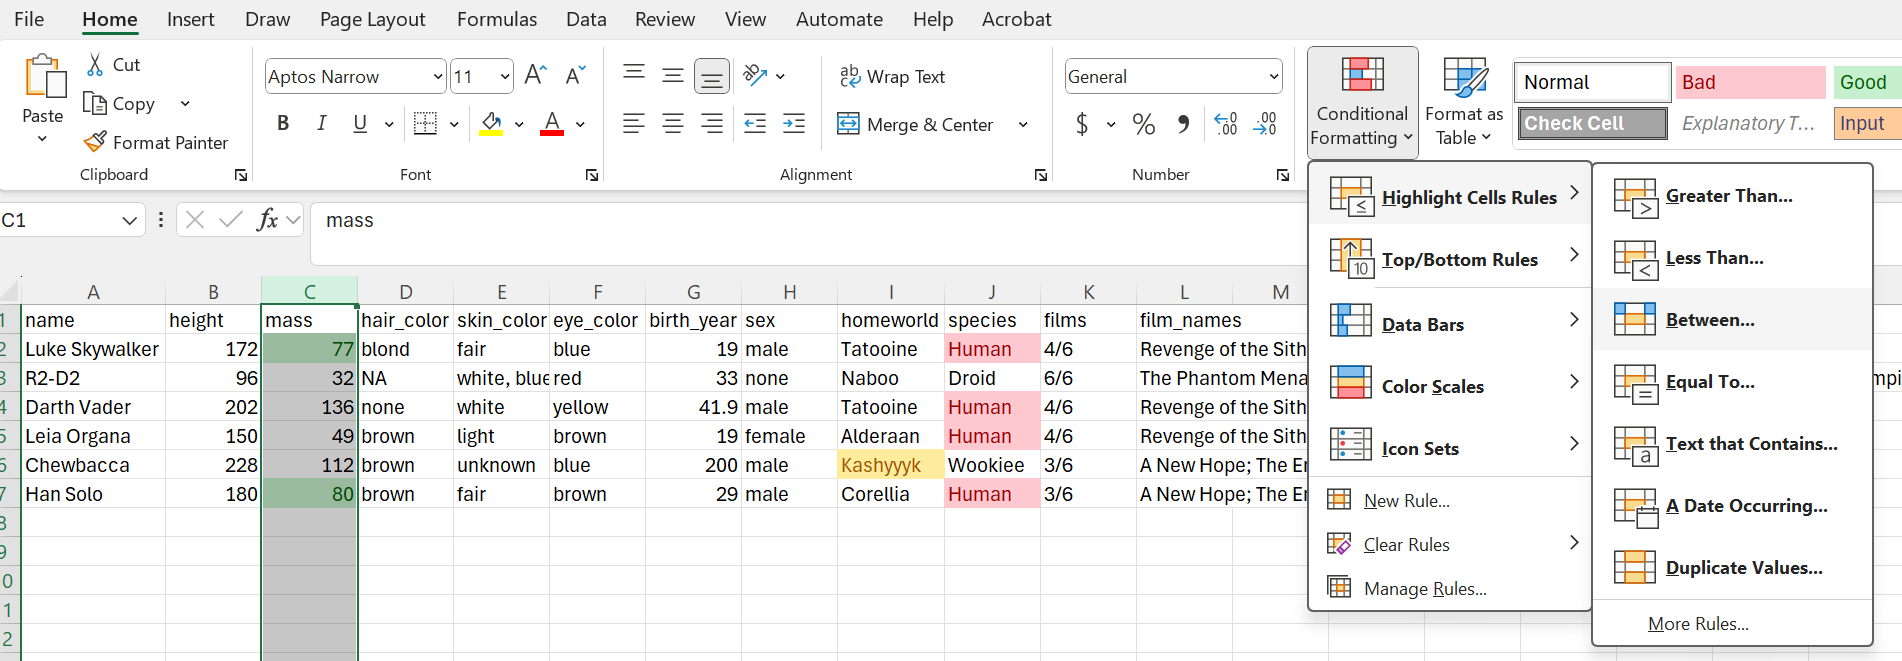 File Home Insert Draw Page Layout Formulas Data Review View Automate Help Acrobat
Paste
Cut
Copy
Format Painter
Clipboard
Aptos Narrow 11 A A
B I U A
Font
ab Wrap Text
Merge & Center
Alignment
General
$ % , .00 .00
Number
Conditional Formatting
Format as Table
Normal Bad Good
Check Cell Explanatory T... Input
C1 fx mass
A B C D E F G H I J K L M
1 name height mass hair_color skin_color eye_color birth_year sex homeworld species films film_names
2 Luke Skywalker 172 77 blond fair blue 19 male Tatooine Human 4/6 Revenge of the Sith
3 R2-D2 96 32 NA white, blue red 33 none Naboo Droid 6/6 The Phantom Mena
4 Darth Vader 202 136 none white yellow 41.9 male Tatooine Human 4/6 Revenge of the Sith
5 Leia Organa 150 49 brown light brown 19 female Alderaan Human 4/6 Revenge of the Sith
6 Chewbacca 228 112 brown unknown blue 200 male Kashyyyk Wookiee 3/6 A New Hope; The Er
7 Han Solo 180 80 brown fair brown 29 male Corellia Human 3/6 A New Hope; The Er
8
9
0
1
2
Highlight Cells Rules
Top/Bottom Rules
Data Bars
Color Scales
Icon Sets
New Rule...
Clear Rules
Manage Rules...
Greater Than...
Less Than...
Between...
Equal To...
Text that Contains...
A Date Occurring...
Duplicate Values...
More Rules...